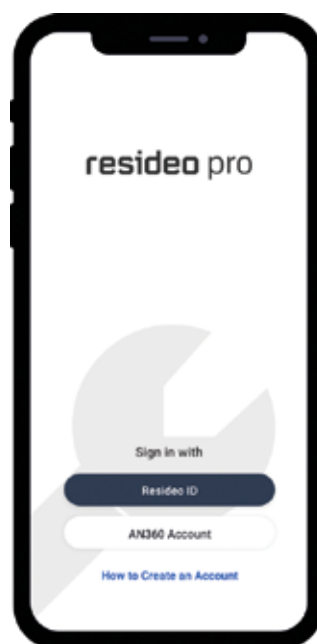 resideo pro
Sign in with
Resideo ID
AN360 Account
How to Create an Account